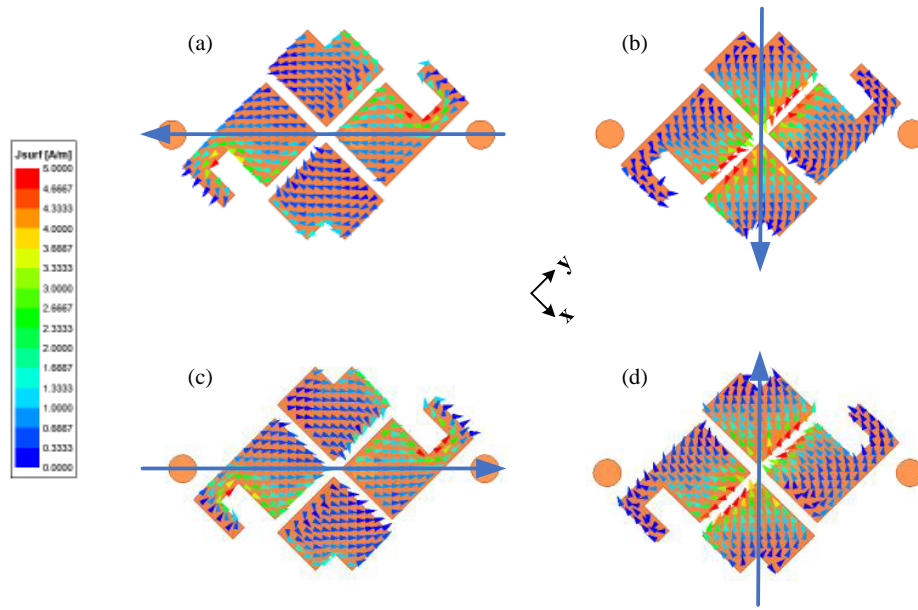 (a)
(b)
Jsurf [A/m]
5.0000
4.6667
4.3333
4.0000
3.6667
3.3333
3.0000
2.6667
2.3333
2.0000
1.6667
1.3333
1.0000
0.6667
0.3333
0.0000
y
x
(c)
(d)